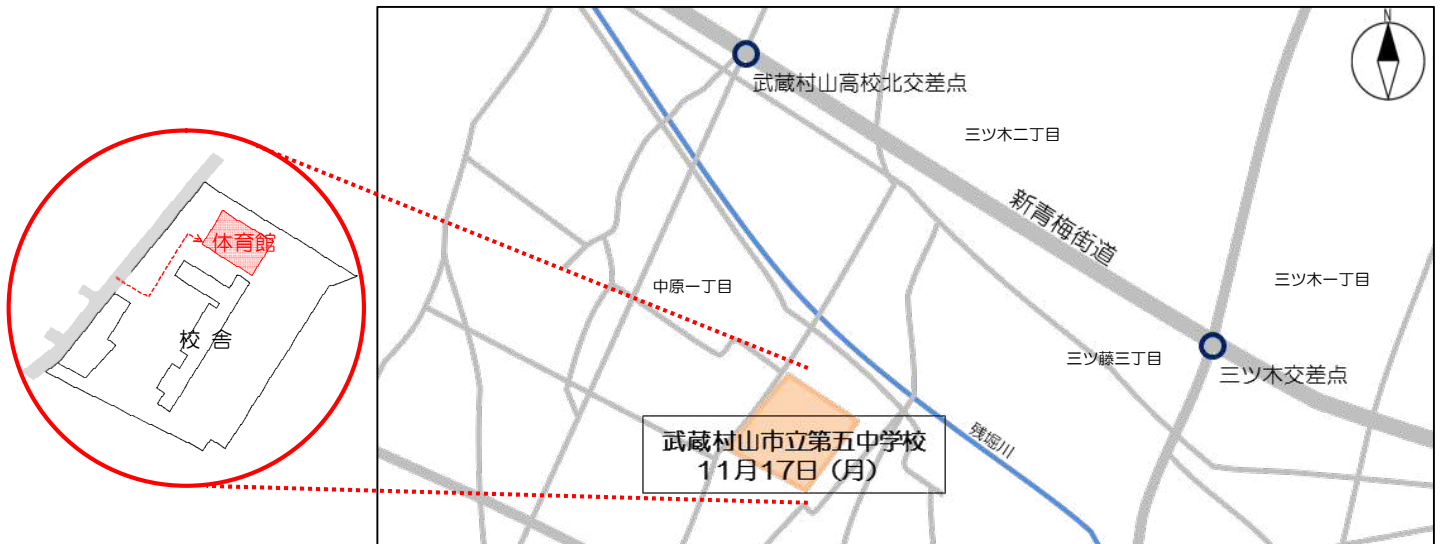 N
武蔵村山高校北交差点
三ツ木二丁目
新青梅街道
体育館
中原一丁目
三ツ木一丁目
校舎
三ツ藤三丁目
三ツ木交差点
武蔵村山市立第五中学校
11月17日（月）
残堀川